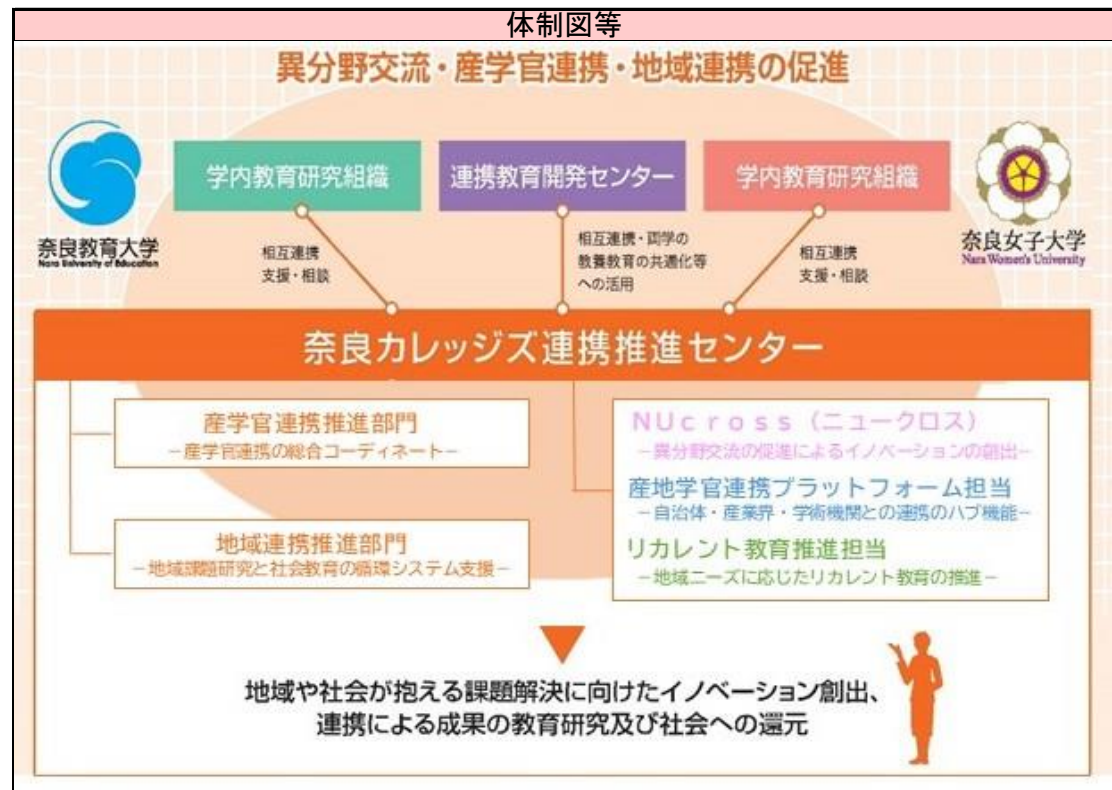 体制図等
異分野交流・産学官連携・地域連携の促進
学内教育研究組織
連携教育開発センター
学内教育研究組織
奈良教育大学
Nara University of Education
奈良女子大学
Nara Women's University
相互連携
支援・相談
相互連携・両学の
教養教育の共通化等
への活用
相互連携
支援・相談
奈良カレッジズ連携推進センター
産学官連携推進部門
－産学官連携の総合コーディネート－
地域連携推進部門
－地域課題研究と社会教育の循環システム支援－
NUcross（ニュークロス）
－異分野交流の促進によるイノベーションの創出－
産地学官連携プラットフォーム担当
－自治体・産業界・学術機関との連携のハブ機能－
リカレント教育推進担当
－地域ニーズに応じたリカレント教育の推進－
地域や社会が抱える課題解決に向けたイノベーション創出、
連携による成果の教育研究及び社会への還元